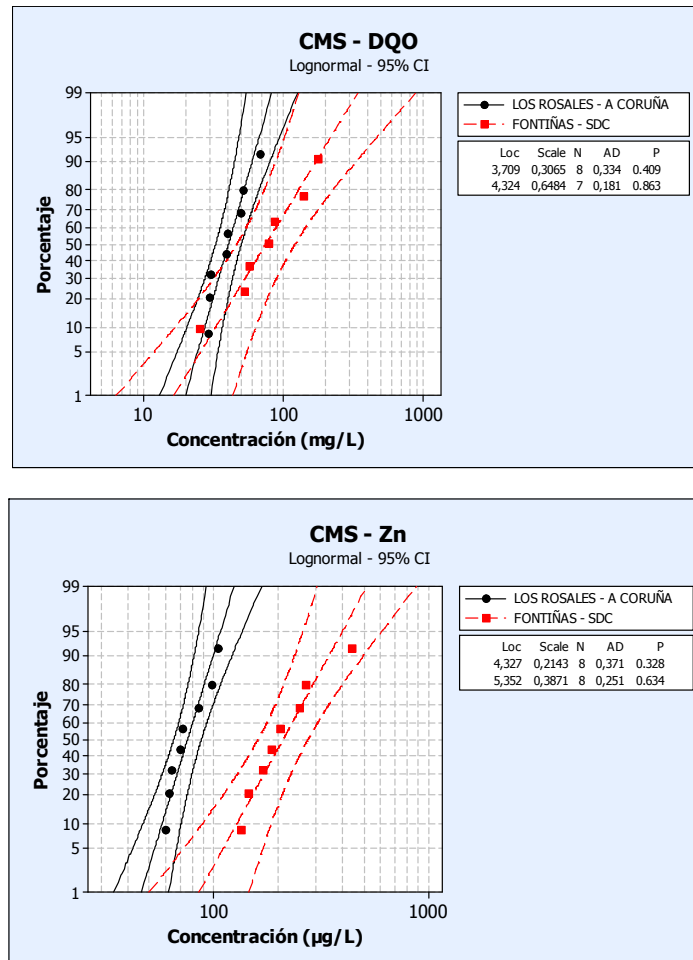 CMS - DQO
Lognormal - 95% CI
99
95
90
80
70
60
50
40
30
20
10
5
1
Porcentaje
10
100
1000
Concentración (mg/L)
LOS ROSALES - A CORUÑA
FONTIÑAS - SDC
Loc Scale N AD P
3,709 0,3065 8 0,334 0.409
4,324 0,6484 7 0,181 0.863
CMS - Zn
Lognormal - 95% CI
99
95
90
80
70
60
50
40
30
20
10
5
1
Porcentaje
100
1000
Concentración (µg/L)
LOS ROSALES - A CORUÑA
FONTIÑAS - SDC
Loc Scale N AD P
4,327 0,2143 8 0,371 0.328
5,352 0,3871 8 0,251 0.634